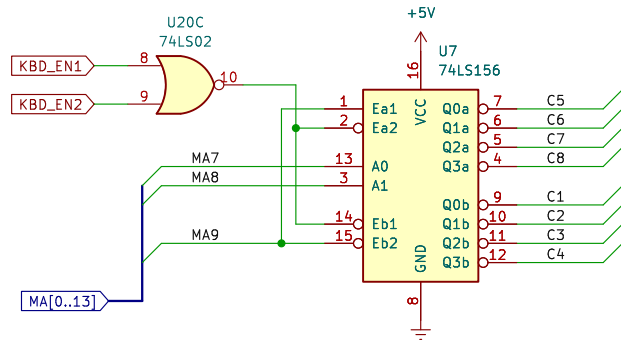 +5V
U20C
74LS02
U7
74LS156
KBD_EN1
8
10
KBD_EN2
9
16
VCC
1
Ea1
Q0a
7
C5
2
Ea2
Q1a
6
C6
Q2a
5
C7
MA7
13
A0
Q3a
4
C8
MA8
3
A1
Q0b
9
C1
14
Eb1
Q1b
10
C2
MA9
15
Eb2
Q2b
11
C3
Q3b
12
C4
GND
8
MA[0..13]